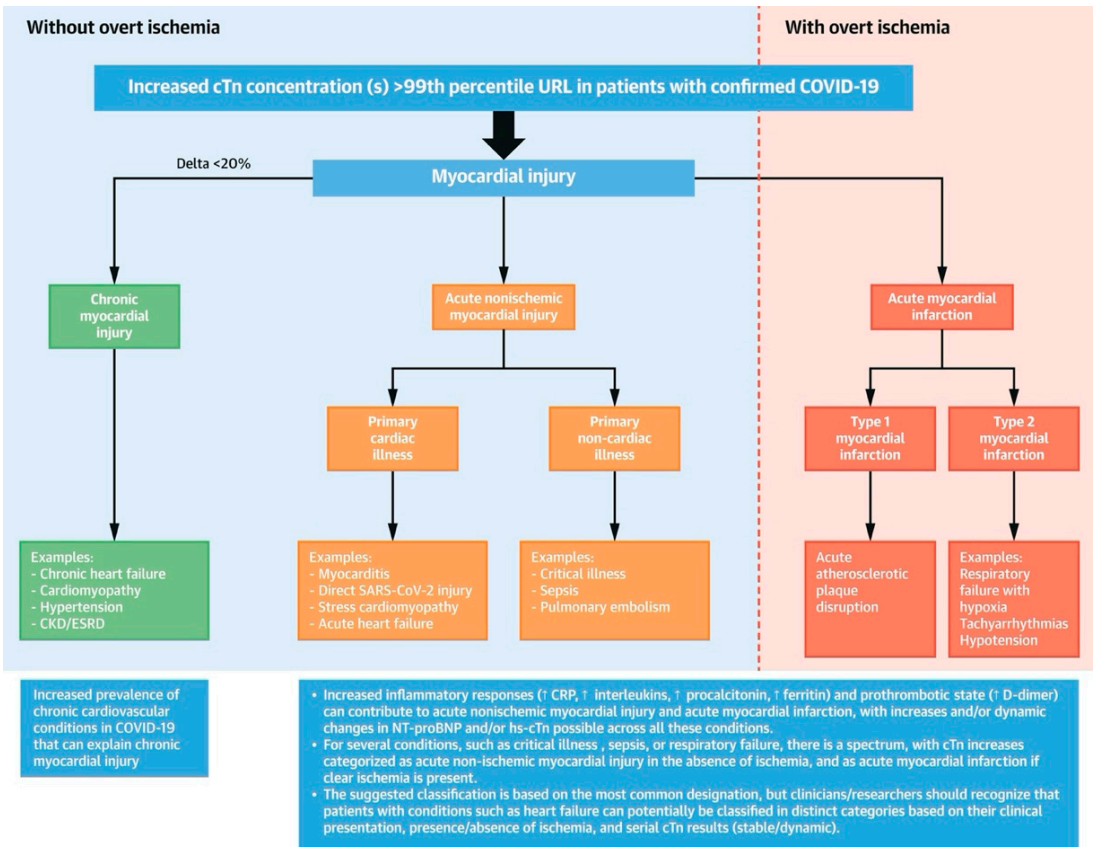 Without overt ischemia
With overt ischemia
Increased cTn concentration (s) >99th percentile URL in patients with confirmed COVID-19
Delta <20%
Myocardial injury
Chronic
myocardial
injury
Acute nonischemic
myocardial injury
Acute myocardial
infarction
Primary
cardiac
illness
Primary
non-cardiac
illness
Type 1
myocardial
infarction
Type 2
myocardial
infarction
Examples:
- Chronic heart failure
- Cardiomyopathy
- Hypertension
- CKD/ESRD
Examples:
- Myocarditis
- Direct SARS-CoV-2 injury
- Stress cardiomyopathy
- Acute heart failure
Examples:
- Critical illness
- Sepsis
- Pulmonary embolism
Acute
atherosclerotic
plaque
disruption
Examples:
Respiratory
failure with
hypoxia
Tachyarrhythmias
Hypotension
Increased prevalence of
chronic cardiovascular
conditions in COVID-19
that can explain chronic
myocardial injury
• Increased inflammatory responses (↑ CRP, ↑ interleukins, ↑ procalcitonin, ↑ ferritin) and prothrombotic state (↑ D-dimer)
can contribute to acute nonischemic myocardial injury and acute myocardial infarction, with increases and/or dynamic
changes in NT-proBNP and/or hs-cTn possible across all these conditions.
• For several conditions, such as critical illness , sepsis, or respiratory failure, there is a spectrum, with cTn increases
categorized as acute non-ischemic myocardial injury in the absence of ischemia, and as acute myocardial infarction if
clear ischemia is present.
• The suggested classification is based on the most common designation, but clinicians/researchers should recognize that
patients with conditions such as heart failure can potentially be classified in distinct categories based on their clinical
presentation, presence/absence of ischemia, and serial cTn results (stable/dynamic).